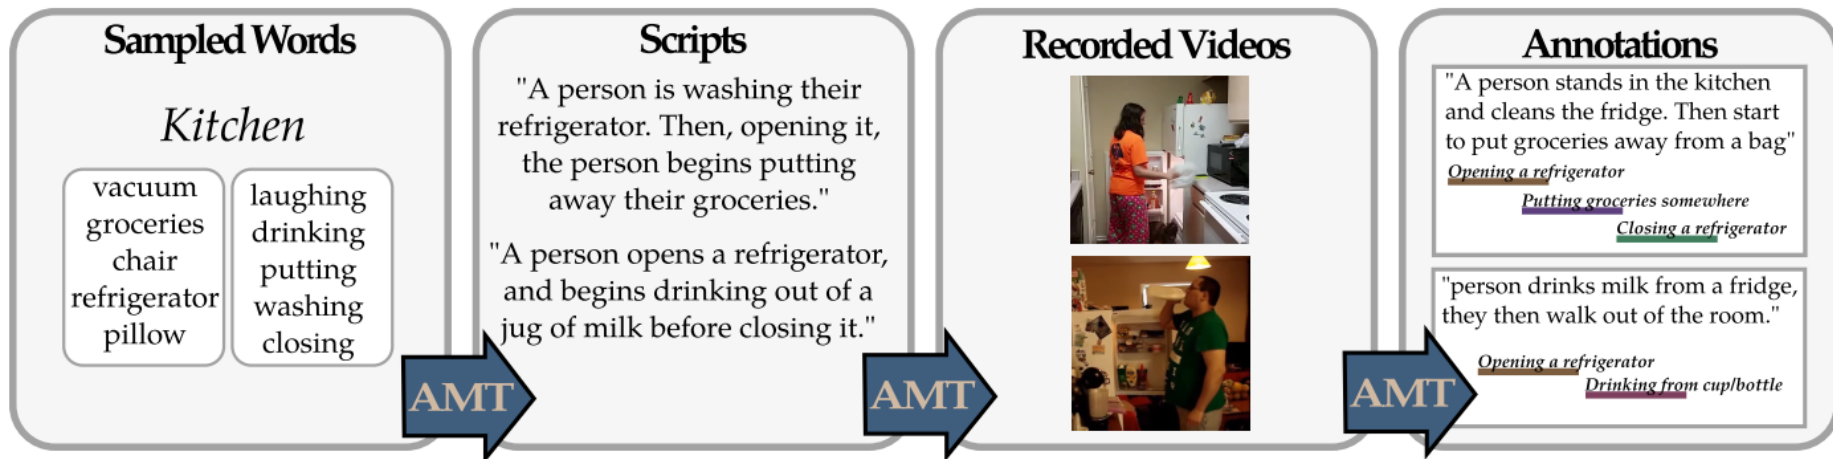 Sampled Words
Kitchen
vacuum
groceries
chair
refrigerator
pillow
laughing
drinking
putting
washing
closing
AMT
Scripts
"A person is washing their
refrigerator. Then, opening it,
the person begins putting
away their groceries."
"A person opens a refrigerator,
and begins drinking out of a
jug of milk before closing it."
AMT
Recorded Videos
AMT
Annotations
"A person stands in the kitchen
and cleans the fridge. Then start
to put groceries away from a bag"
Opening a refrigerator
Putting groceries somewhere
Closing a refrigerator
"person drinks milk from a fridge,
they then walk out of the room."
Opening a refrigerator
Drinking from cup/bottle